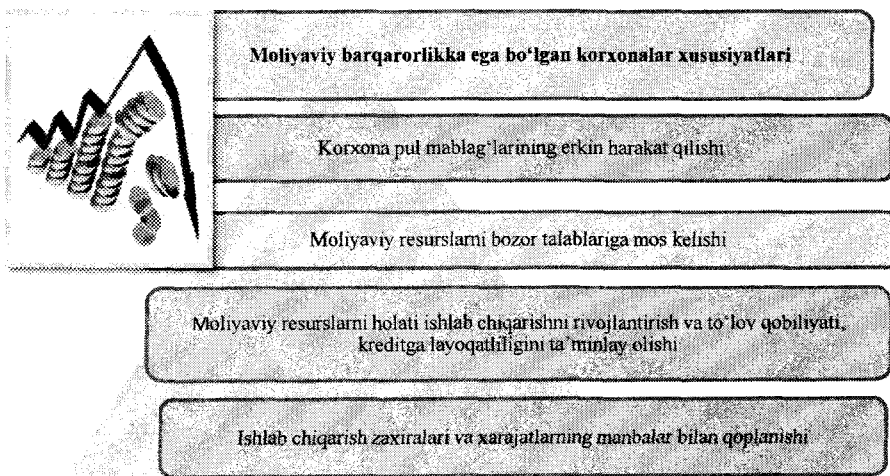 Moliyaviy barqarorlikka ega bo‘lgan korxonalar xususiyatlari
Korxona pul mablag‘larining erkin harakat qilishi
Moliyaviy resurslarni bozor talablariga mos kelishi
Moliyaviy resurslarni holati ishlab chiqarishni rivojlantirish va to‘lov qobiliyati,
kreditga layoqatliligini ta’minlay olishi
Ishlab chiqarish zaxiralari va xarajatlarning manbalar bilan qoplanishi